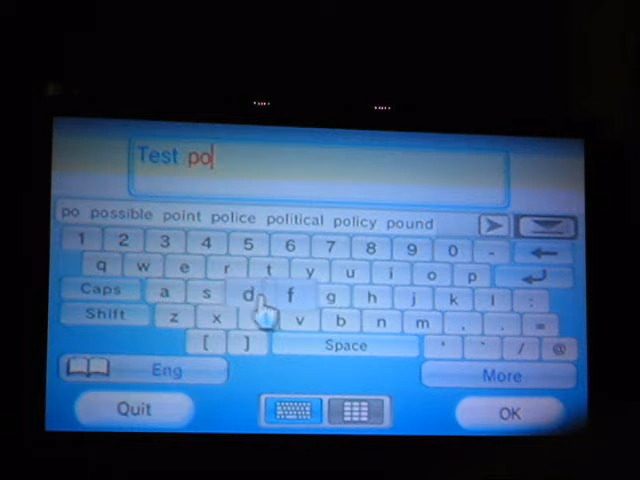 Test po
po possible point police political policy pound
1 2 3 4 5 6 7 8 9 0 -
q w e r t y u i o p
Caps a s d f g h j k l :
Shift z x v b n m , . =
[ ] Space ' / @
Eng More
Quit OK